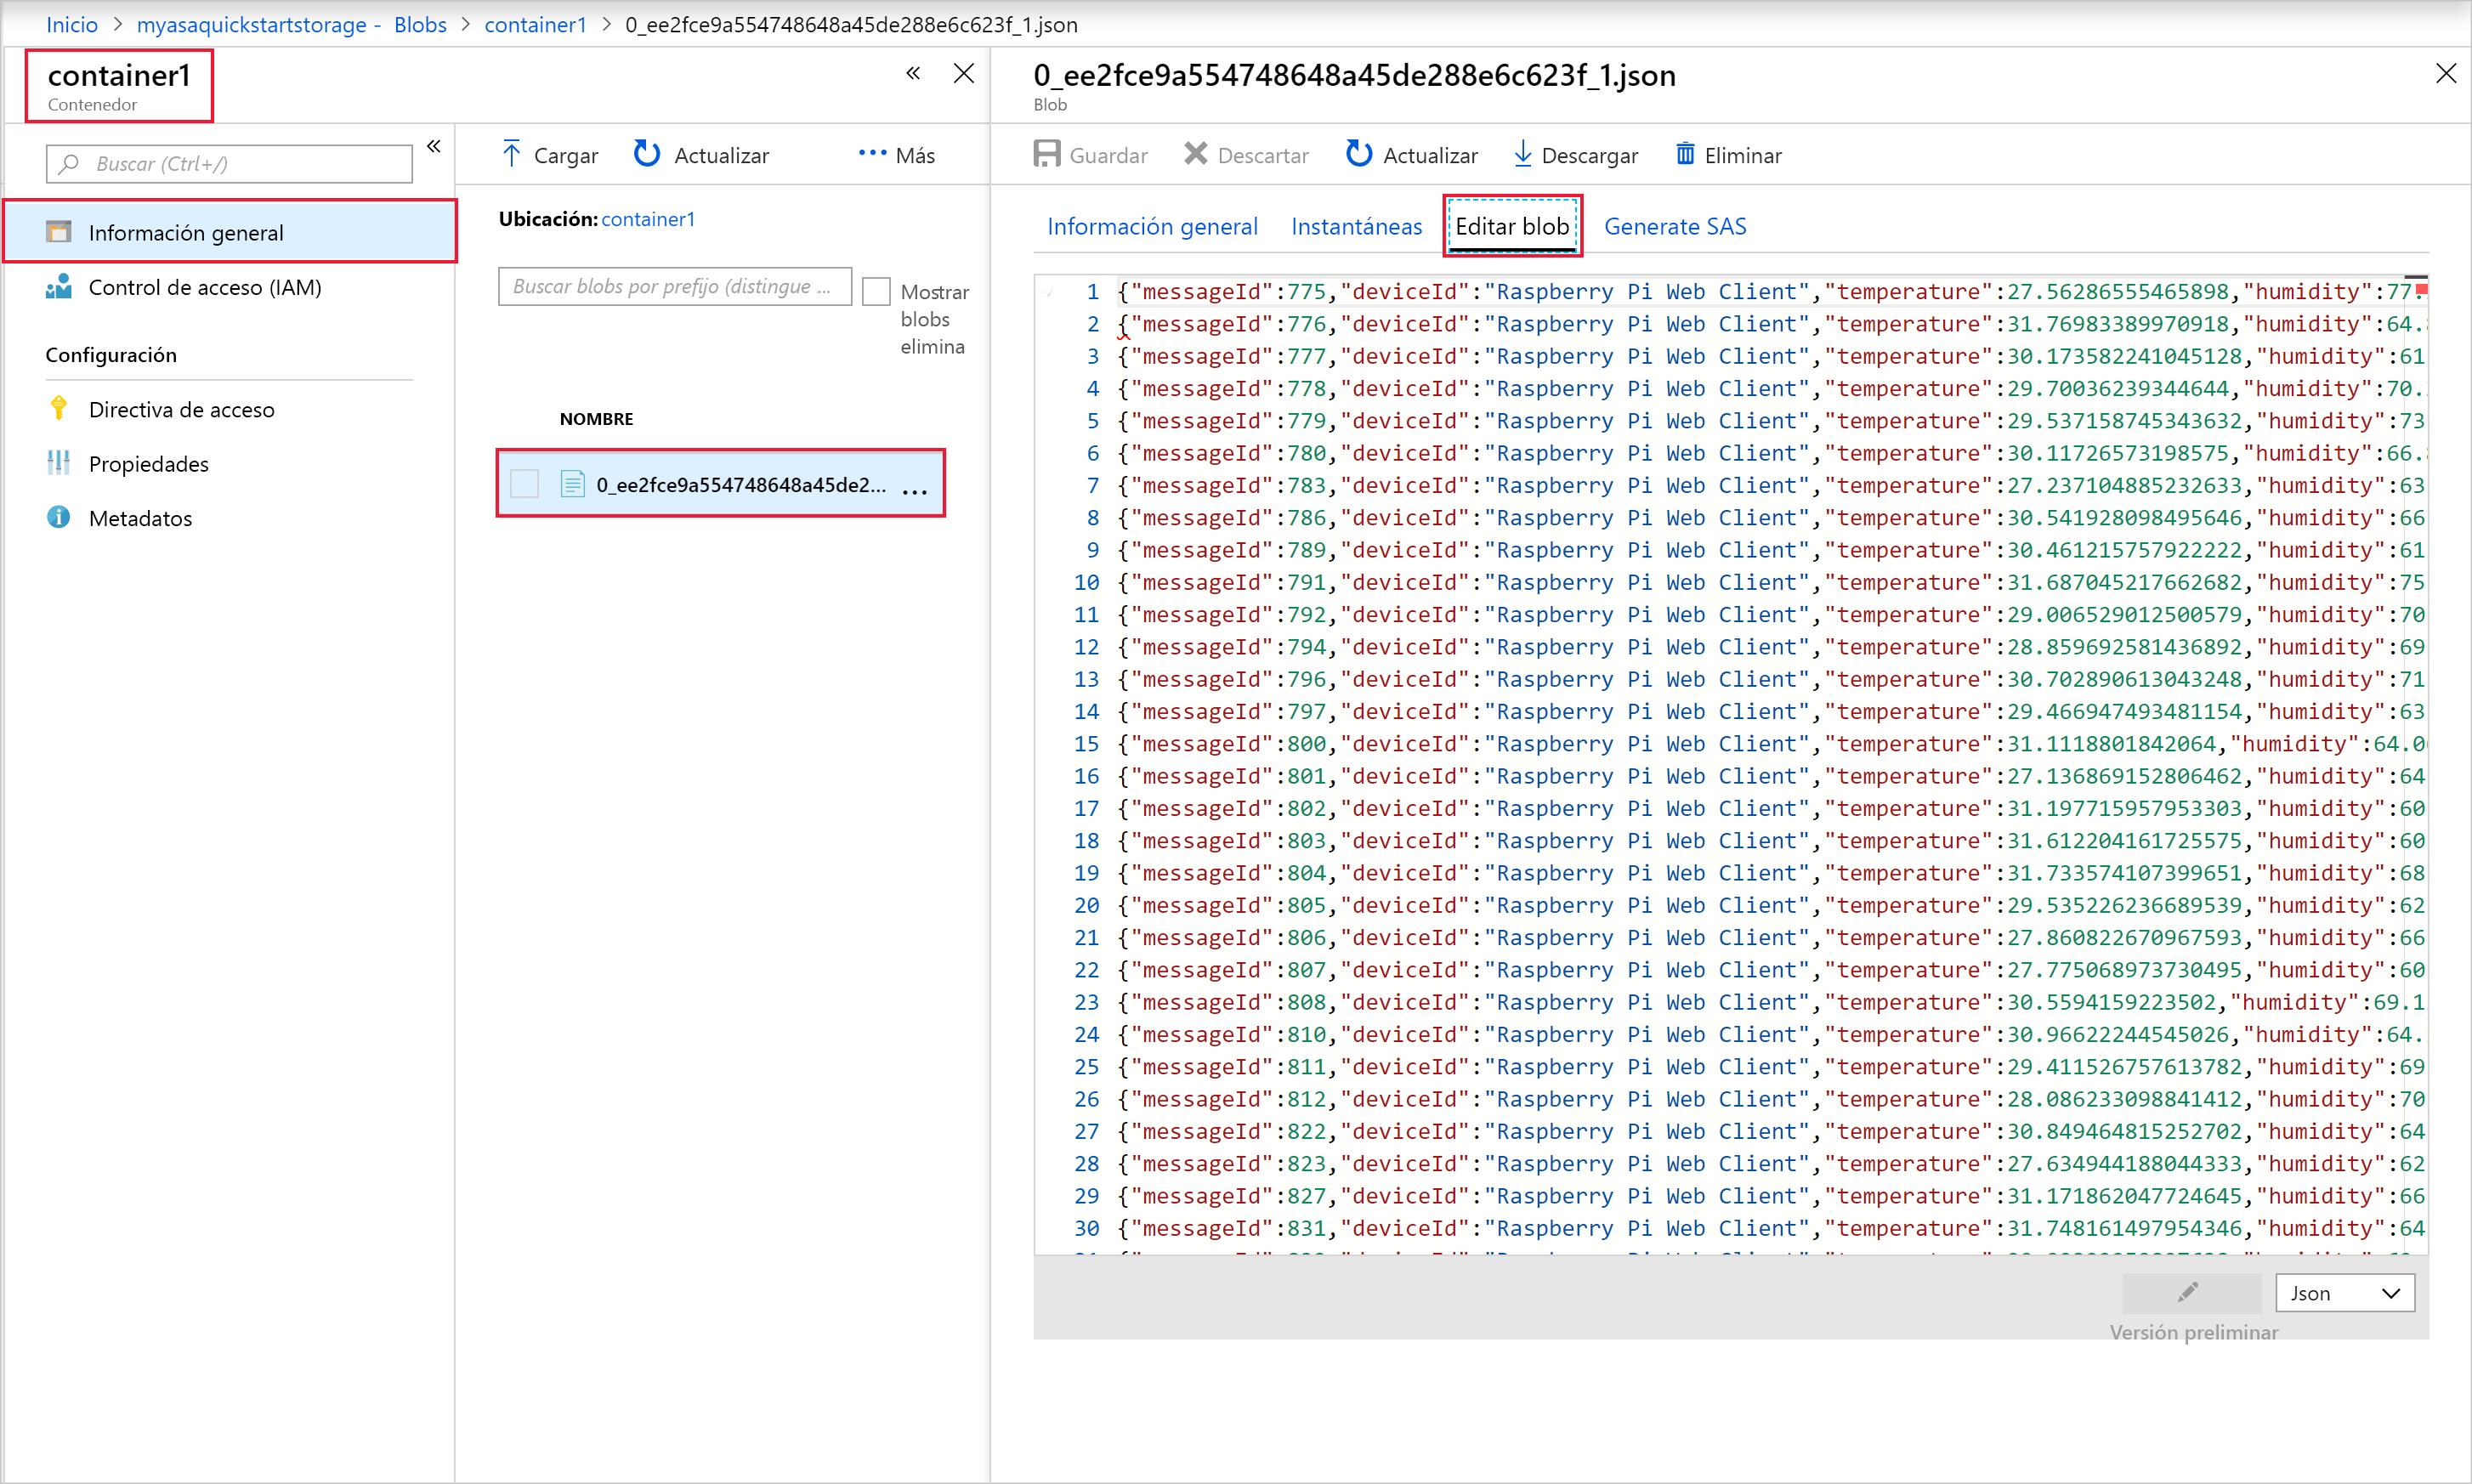 Inicio > myasaquickstartstorage - Blobs > container1 > 0_ee2fce9a554748648a45de288e6c623f_1.json
container1
Contenedor
Buscar (Ctrl+/)
Información general
Control de acceso (IAM)
Configuración
Directiva de acceso
Propiedades
Metadatos
Cargar Actualizar ••• Más
Ubicación: container1
Buscar blobs por prefijo (distingue ...
Mostrar
blobs
elimina
NOMBRE
0_ee2fce9a554748648a45de2... ...
0_ee2fce9a554748648a45de288e6c623f_1.json
Blob
Guardar Descartar Actualizar Descargar Eliminar
Información general Instantáneas Editar blob Generate SAS
1 {"messageId":775,"deviceId":"Raspberry Pi Web Client","temperature":27.56286555465898,"humidity":77.
2 {"messageId":776,"deviceId":"Raspberry Pi Web Client","temperature":31.76983389970918,"humidity":64.8
3 {"messageId":777,"deviceId":"Raspberry Pi Web Client","temperature":30.173582241045128,"humidity":61
4 {"messageId":778,"deviceId":"Raspberry Pi Web Client","temperature":29.70036239344644,"humidity":70.
5 {"messageId":779,"deviceId":"Raspberry Pi Web Client","temperature":29.537158745343632,"humidity":73
6 {"messageId":780,"deviceId":"Raspberry Pi Web Client","temperature":30.11726573198575,"humidity":66.8
7 {"messageId":783,"deviceId":"Raspberry Pi Web Client","temperature":27.237104885232633,"humidity":63
8 {"messageId":786,"deviceId":"Raspberry Pi Web Client","temperature":30.541928098495646,"humidity":66
9 {"messageId":789,"deviceId":"Raspberry Pi Web Client","temperature":30.461215757922222,"humidity":61
10 {"messageId":791,"deviceId":"Raspberry Pi Web Client","temperature":31.687045217662682,"humidity":75
11 {"messageId":792,"deviceId":"Raspberry Pi Web Client","temperature":29.0065290125005​79,"humidity":70
12 {"messageId":794,"deviceId":"Raspberry Pi Web Client","temperature":28.859692581436892,"humidity":69
13 {"messageId":796,"deviceId":"Raspberry Pi Web Client","temperature":30.702890613043248,"humidity":71
14 {"messageId":797,"deviceId":"Raspberry Pi Web Client","temperature":29.466947493481154,"humidity":63
15 {"messageId":800,"deviceId":"Raspberry Pi Web Client","temperature":31.1118801842064,"humidity":64.0
16 {"messageId":801,"deviceId":"Raspberry Pi Web Client","temperature":27.136869152806462,"humidity":64
17 {"messageId":802,"deviceId":"Raspberry Pi Web Client","temperature":31.197715957953303,"humidity":60
18 {"messageId":803,"deviceId":"Raspberry Pi Web Client","temperature":31.612204161725575,"humidity":60
19 {"messageId":804,"deviceId":"Raspberry Pi Web Client","temperature":31.733574107399651,"humidity":68
20 {"messageId":805,"deviceId":"Raspberry Pi Web Client","temperature":29.535226236689539,"humidity":62
21 {"messageId":806,"deviceId":"Raspberry Pi Web Client","temperature":27.860822670967593,"humidity":66
22 {"messageId":807,"deviceId":"Raspberry Pi Web Client","temperature":27.775068973730495,"humidity":60
23 {"messageId":808,"deviceId":"Raspberry Pi Web Client","temperature":30.5594159223502,"humidity":69.1
24 {"messageId":810,"deviceId":"Raspberry Pi Web Client","temperature":30.96622244545026,"humidity":64.
25 {"messageId":811,"deviceId":"Raspberry Pi Web Client","temperature":29.411526757613782,"humidity":69
26 {"messageId":812,"deviceId":"Raspberry Pi Web Client","temperature":28.086233098841412,"humidity":70
27 {"messageId":822,"deviceId":"Raspberry Pi Web Client","temperature":30.849464815252702,"humidity":64
28 {"messageId":823,"deviceId":"Raspberry Pi Web Client","temperature":27.634944188044333,"humidity":62
29 {"messageId":827,"deviceId":"Raspberry Pi Web Client","temperature":31.171862047724645,"humidity":66
30 {"messageId":831,"deviceId":"Raspberry Pi Web Client","temperature":31.748161497954346,"humidity":64
Json
Versión preliminar